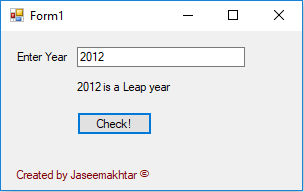 Form1
Enter Year 2012
2012 is a Leap year
Check!
Created by Jaseemakhtar ©